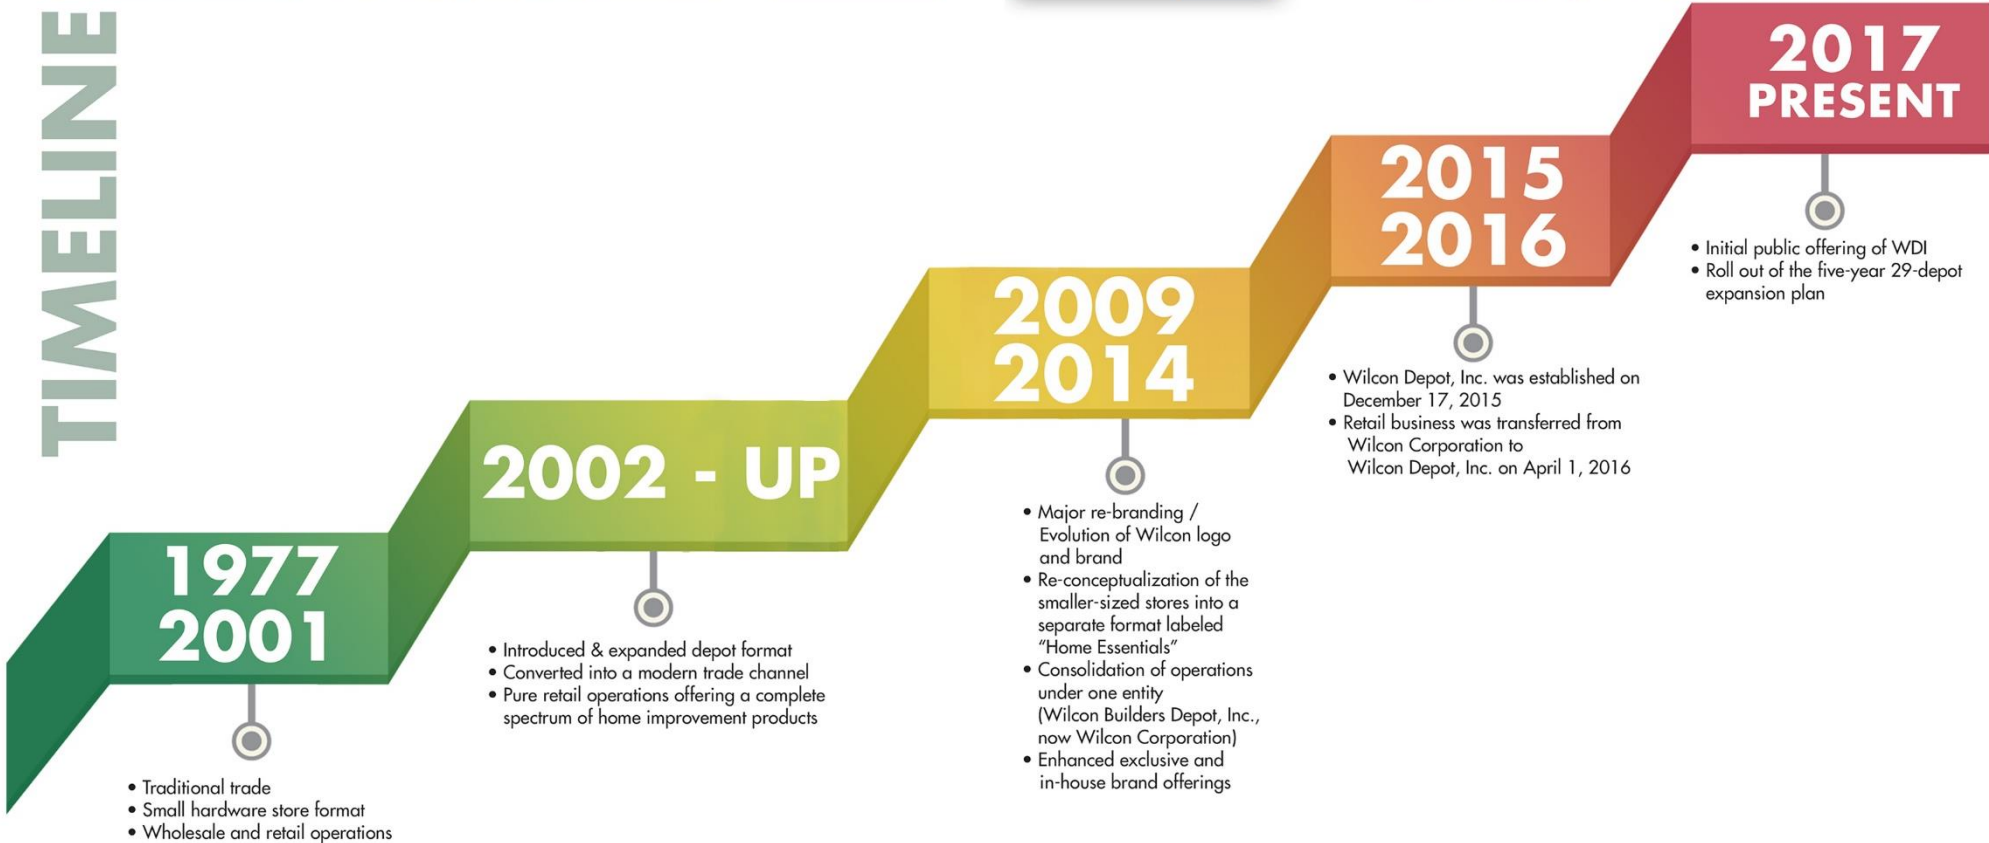 TIMELINE
1977
2001
• Traditional trade
• Small hardware store format
• Wholesale and retail operations
2002 - UP
• Introduced & expanded depot format
• Converted into a modern trade channel
• Pure retail operations offering a complete
spectrum of home improvement products
2009
2014
• Major re-branding /
Evolution of Wilcon logo
and brand
• Re-conceptualization of the
smaller-sized stores into a
separate format labeled
“Home Essentials”
• Consolidation of operations
under one entity
(Wilcon Builders Depot, Inc.,
now Wilcon Corporation)
• Enhanced exclusive and
in-house brand offerings
2015
2016
• Wilcon Depot, Inc. was established on
December 17, 2015
• Retail business was transferred from
Wilcon Corporation to
Wilcon Depot, Inc. on April 1, 2016
2017
PRESENT
• Initial public offering of WDI
• Roll out of the five-year 29-depot
expansion plan